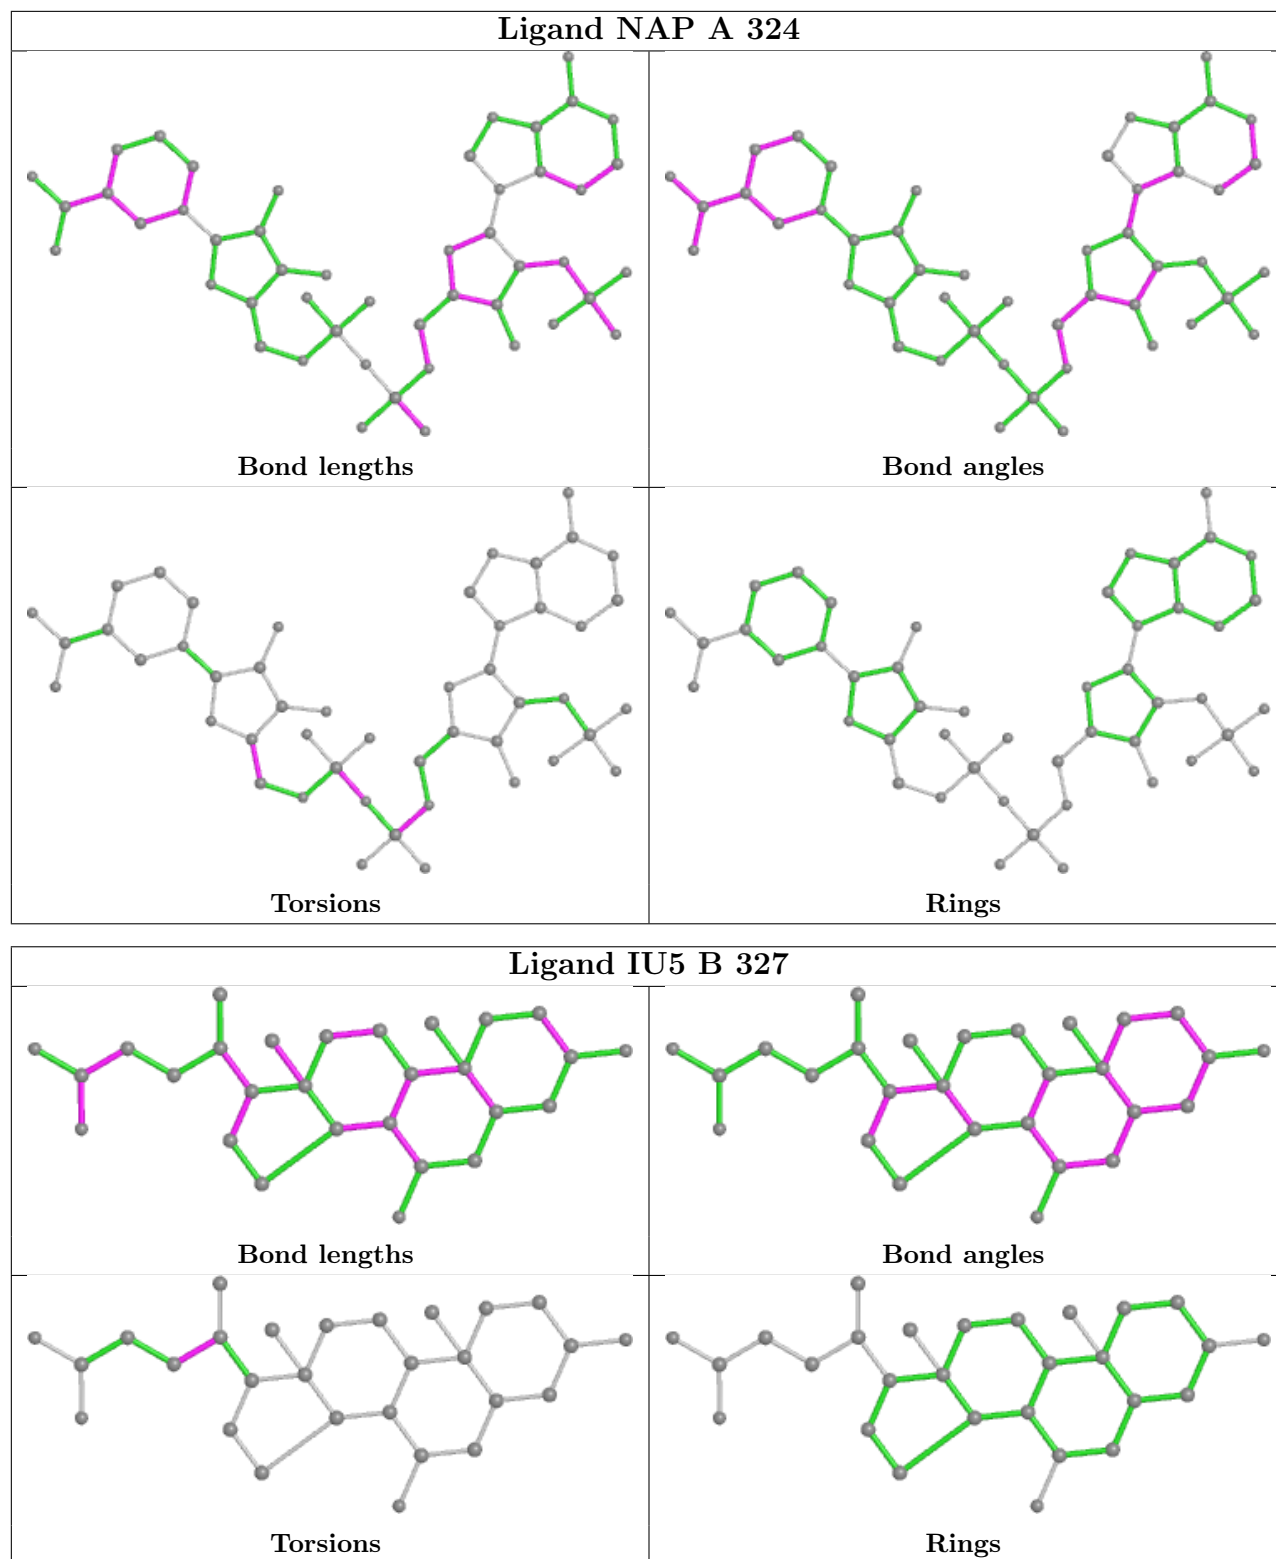 Ligand NAP A 324
Bond lengths
Bond angles
Torsions
Rings
Ligand IU5 B 327
Bond lengths
Bond angles
Torsions
Rings